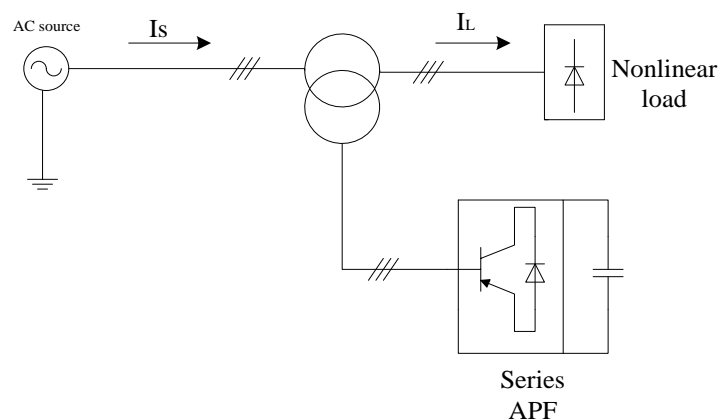 AC source
Is
IL
Nonlinear
load
Series
APF